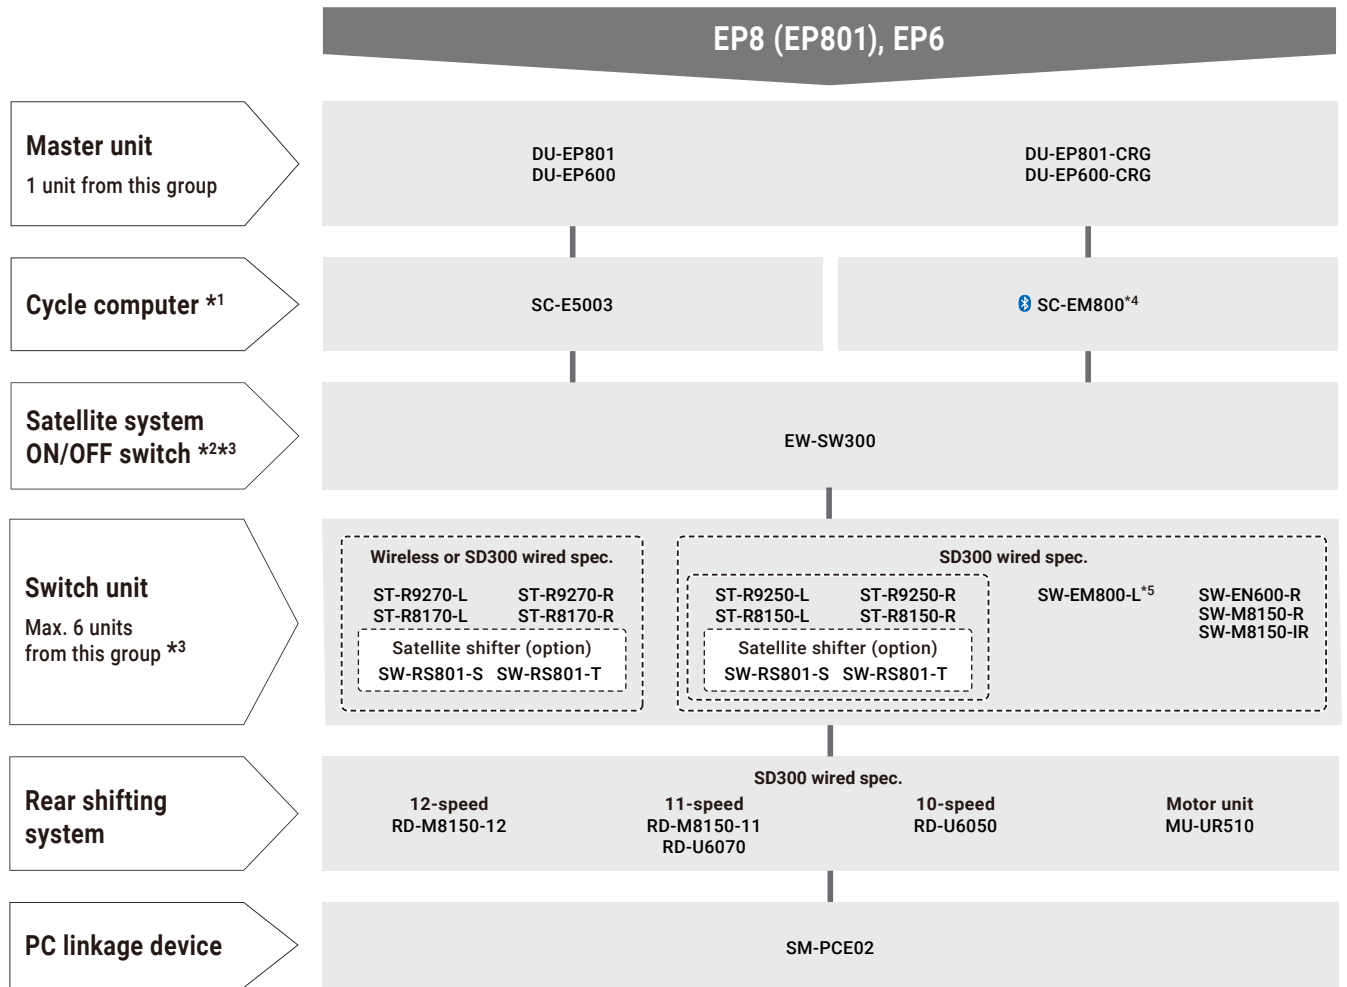 EP8 (EP801), EP6
Master unit
1 unit from this group
DU-EP801
DU-EP600
DU-EP801-CRG
DU-EP600-CRG
Cycle computer *1
SC-E5003
SC-EM800*4
Satellite system
ON/OFF switch *2*3
EW-SW300
Switch unit
Max. 6 units
from this group *3
Wireless or SD300 wired spec.
ST-R9270-L ST-R9270-R
ST-R8170-L ST-R8170-R
Satellite shifter (option)
SW-RS801-S SW-RS801-T
SD300 wired spec.
ST-R9250-L ST-R9250-R
ST-R8150-L ST-R8150-R
Satellite shifter (option)
SW-RS801-S SW-RS801-T
SW-EM800-L*5
SW-EN600-R
SW-M8150-R
SW-M8150-IR
Rear shifting
system
SD300 wired spec.
12-speed
RD-M8150-12
11-speed
RD-M8150-11
RD-U6070
10-speed
RD-U6050
Motor unit
MU-UR510
PC linkage device
SM-PCE02